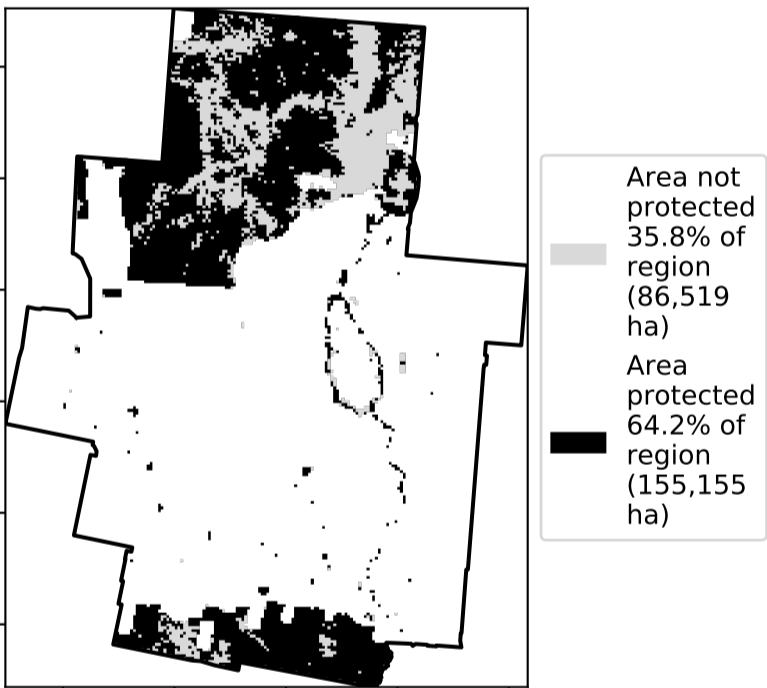 Area not
protected
35.8% of
region
(86,519
ha)
Area
protected
64.2% of
region
(155,155
ha)